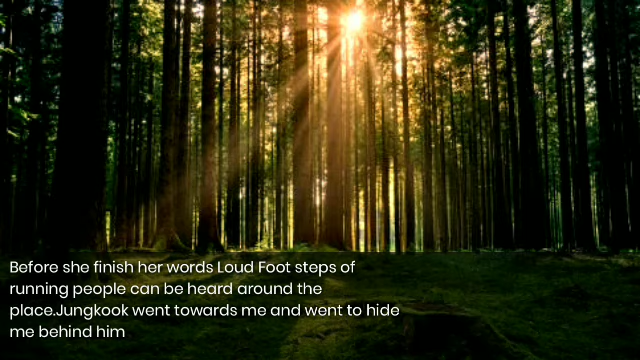 Before she finish her words Loud Foot steps of
running people can be heard around the
place.Jungkook went towards me and went to hide
me behind him